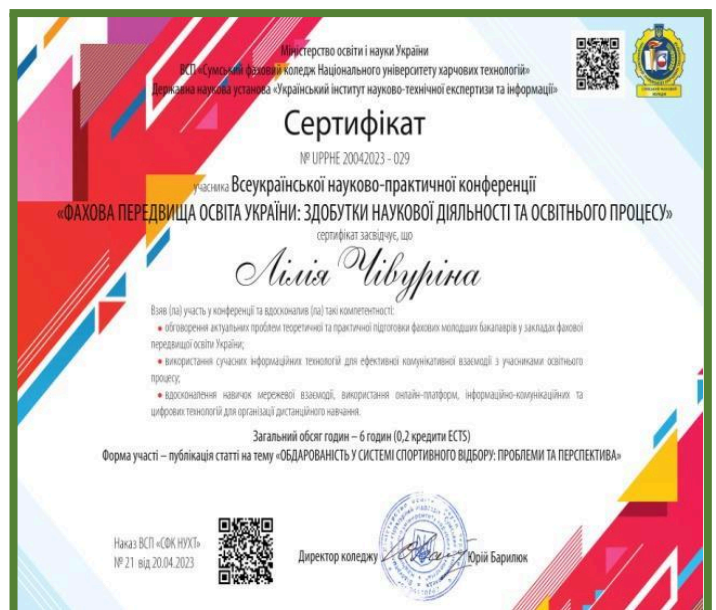 Міністерство освіти і науки України
ВСП «Сумський фаховий коледж Національного університету харчових технологій»
Державна наукова установа «Український інститут науково-технічної експертизи та інформації»
Сертифікат
№ UPPHE 20042023 - 029
учасника Всеукраїнської науково-практичної конференції
«ФАХОВА ПЕРЕДВИЩА ОСВІТА УКРАЇНИ: ЗДОБУТКИ НАУКОВОЇ ДІЯЛЬНОСТІ ТА ОСВІТНЬОГО ПРОЦЕСУ»
сертифікат засвідчує, що
Лілія Чівуріна
Взяв (ла) участь у конференції та вдосконалив (ла) такі компетентності:
• обговорення актуальних проблем теоретичної та практичної підготовки фахових молодших бакалаврів у закладах фахової
передвищої освіти України;
• використання сучасних інформаційних технологій для ефективної комунікативної взаємодії з учасниками освітнього
процесу;
• вдосконалення навичок мережевої взаємодії, використання онлайн-платформ, інформаційно-комунікаційних та
цифрових технологій для організації дистанційного навчання.
Загальний обсяг годин – 6 годин (0,2 кредити ECTS)
Форма участі – публікація статті на тему «ОБДАРОВАНІСТЬ У СИСТЕМІ СПОРТИВНОГО ВІДБОРУ: ПРОБЛЕМИ ТА ПЕРСПЕКТИВА»
Наказ ВСП «СФК НУХТ»
№ 21 від 20.04.2023
Директор коледжу
Юрій Барилюк